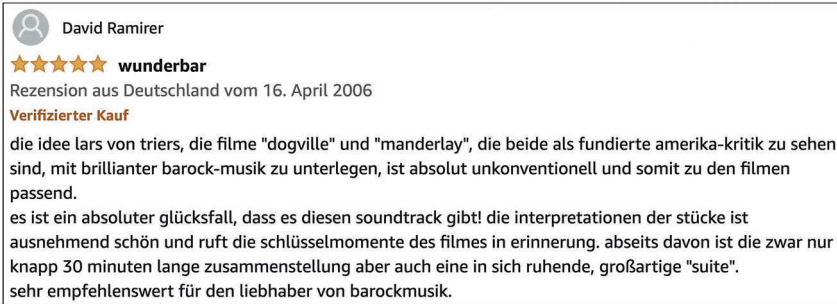 David Ramirer
wunderbar
Rezension aus Deutschland vom 16. April 2006
Verifizierter Kauf
die idee lars von triers, die filme "dogville" und "manderlay", die beide als fundierte amerika-kritik zu sehen
sind, mit brillianter barock-musik zu unterlegen, ist absolut unkonventionell und somit zu den filmen
passend.
es ist ein absoluter glücksfall, dass es diesen soundtrack gibt! die interpretationen der stücke ist
ausnehmend schön und ruft die schlüsselmomente des filmes in erinnerung. abseits davon ist die zwar nur
knapp 30 minuten lange zusammenstellung aber auch eine in sich ruhende, großartige "suite".
sehr empfehlenswert für den liebhaber von barockmusik.